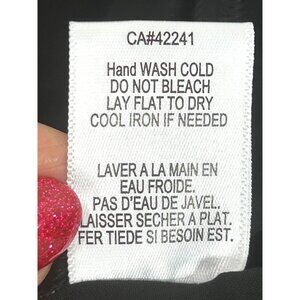 CA#42241
Hand WASH COLD
DO NOT BLEACH
LAY FLAT TO DRY
COOL IRON IF NEEDED
LAVER A LA MAIN EN
EAU FROIDE.
PAS D'EAU DE JAVEL.
LAISSER SECHER A PLAT.
FER TIEDE SI BESOIN EST.